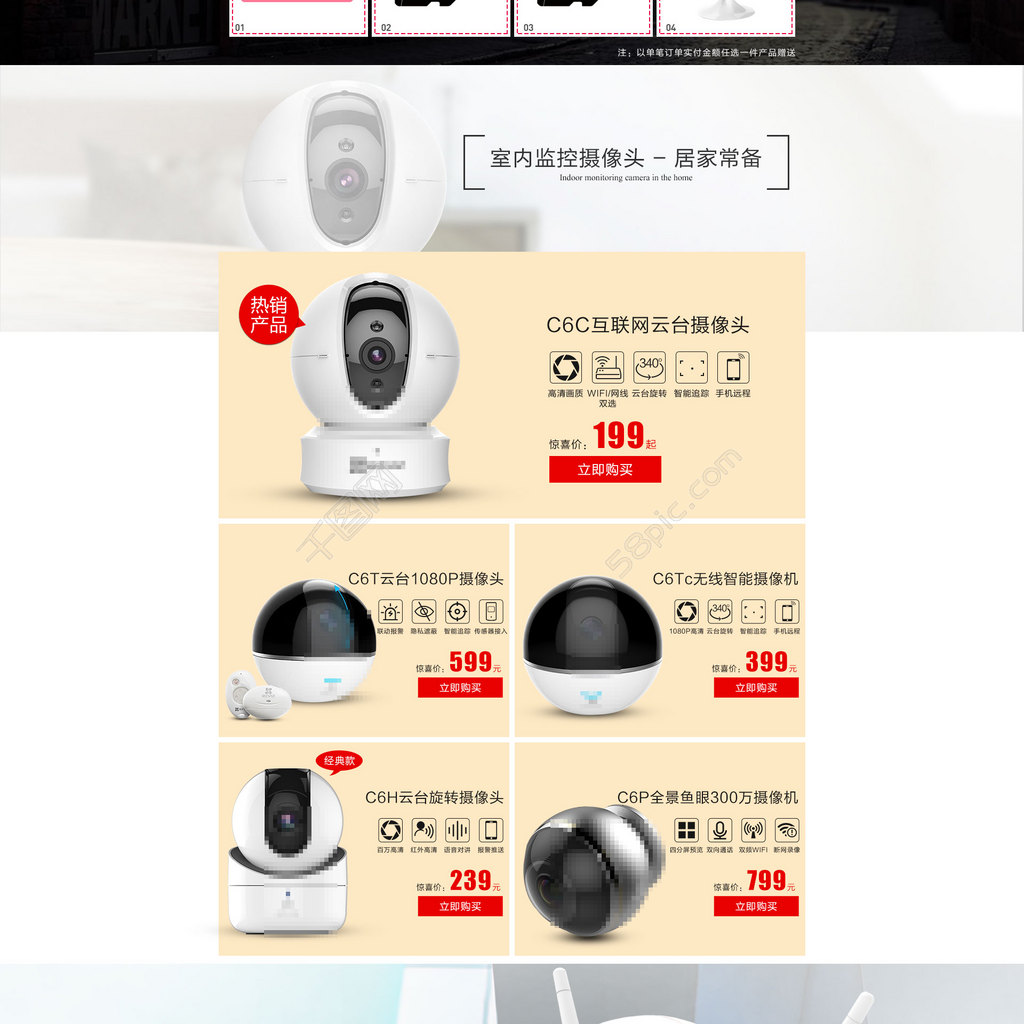 MARKET
01
02
03
04
注；以单笔订单实付金额任选一件产品赠送
室内监控摄像头 – 居家常备
Indoor monitoring camera in the home
热销
产品
C6C互联网云台摄像头
340°
高清画质 WIFI/网线 云台旋转 智能追踪 手机远程
双选
惊喜价：199起
立即购买
千图网
58pic.com
C6T云台1080P摄像头
联动报警 隐私遮蔽 智能追踪 传感器接入
惊喜价：599元
立即购买
C6Tc无线智能摄像机
340°
1080P高清 云台旋转 智能追踪 手机远程
惊喜价：399元
立即购买
经典款
C6H云台旋转摄像头
百万高清 红外高清 语音对讲 报警推送
惊喜价：239元
立即购买
C6P全景鱼眼300万摄像机
四分屏预览 双向通话 双频WIFI 断网录像
惊喜价：799元
立即购买